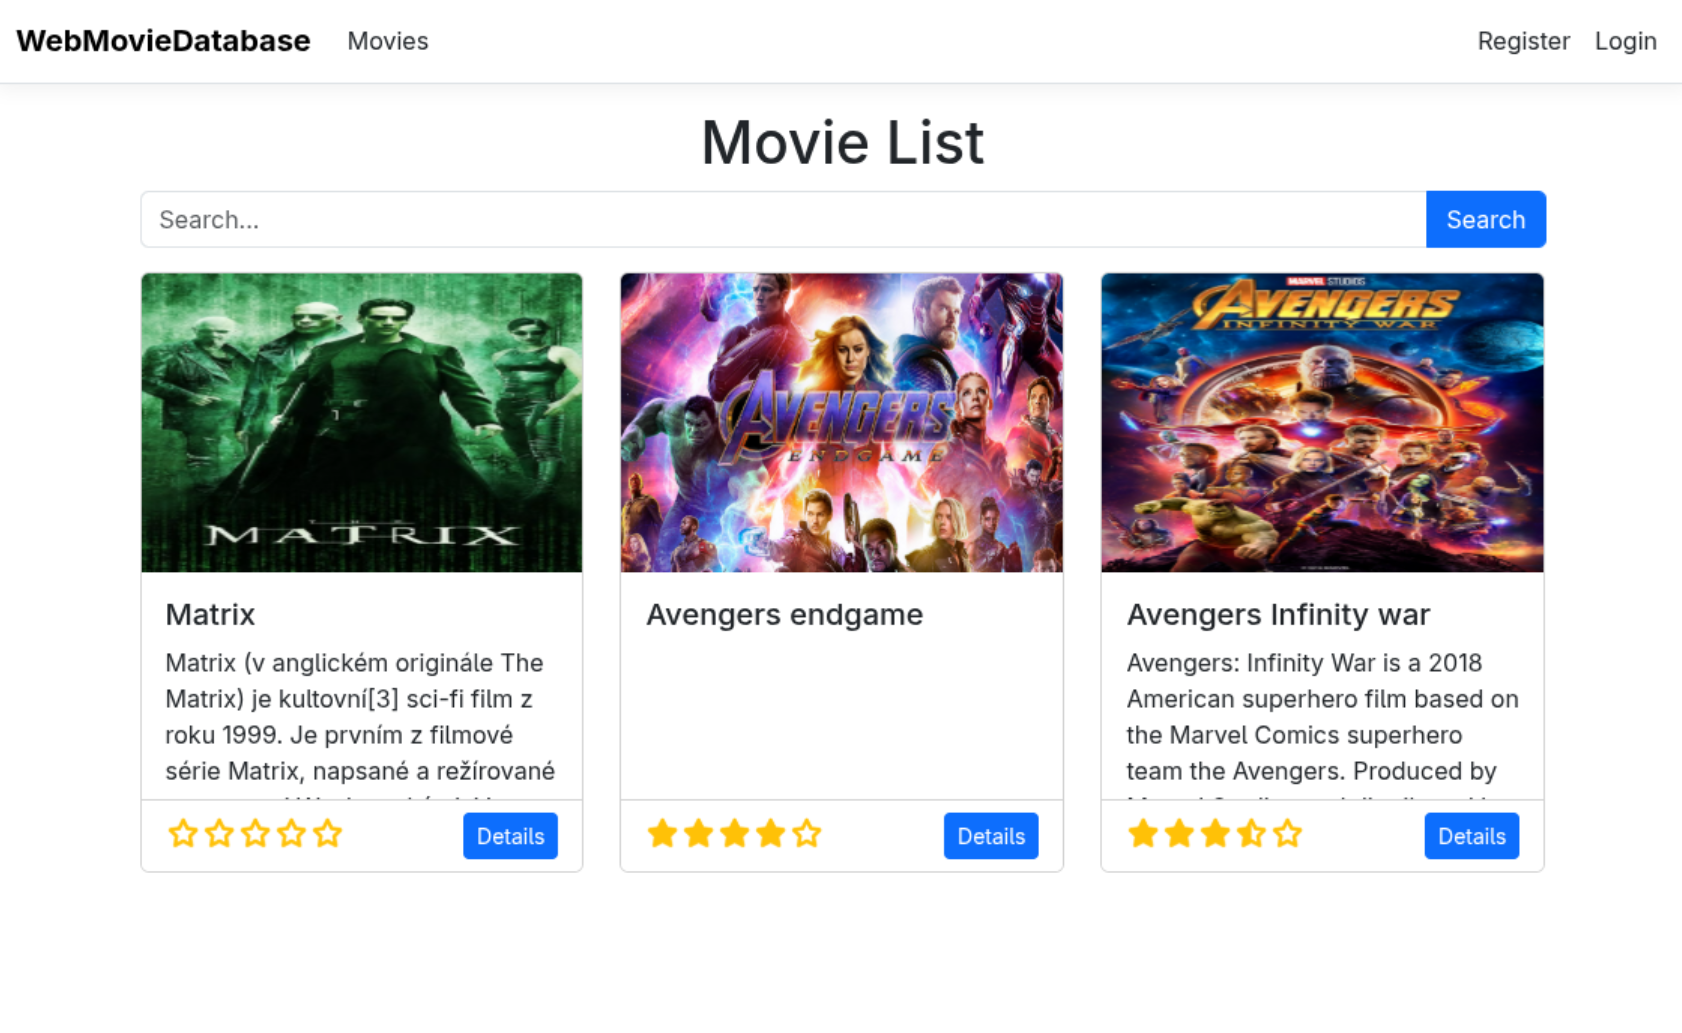 WebMovieDatabase Movies Register Login
Movie List
Search... Search
MATRIX
AVENGERS
ENDGAME
MARVEL STUDIOS
AVENGERS
INFINITY WAR
Matrix
Matrix (v anglickém originále The
Matrix) je kultovní[3] sci-fi film z
roku 1999. Je prvním z filmové
série Matrix, napsané a režírované
Details
Avengers endgame
Details
Avengers Infinity war
Avengers: Infinity War is a 2018
American superhero film based on
the Marvel Comics superhero
team the Avengers. Produced by
Details